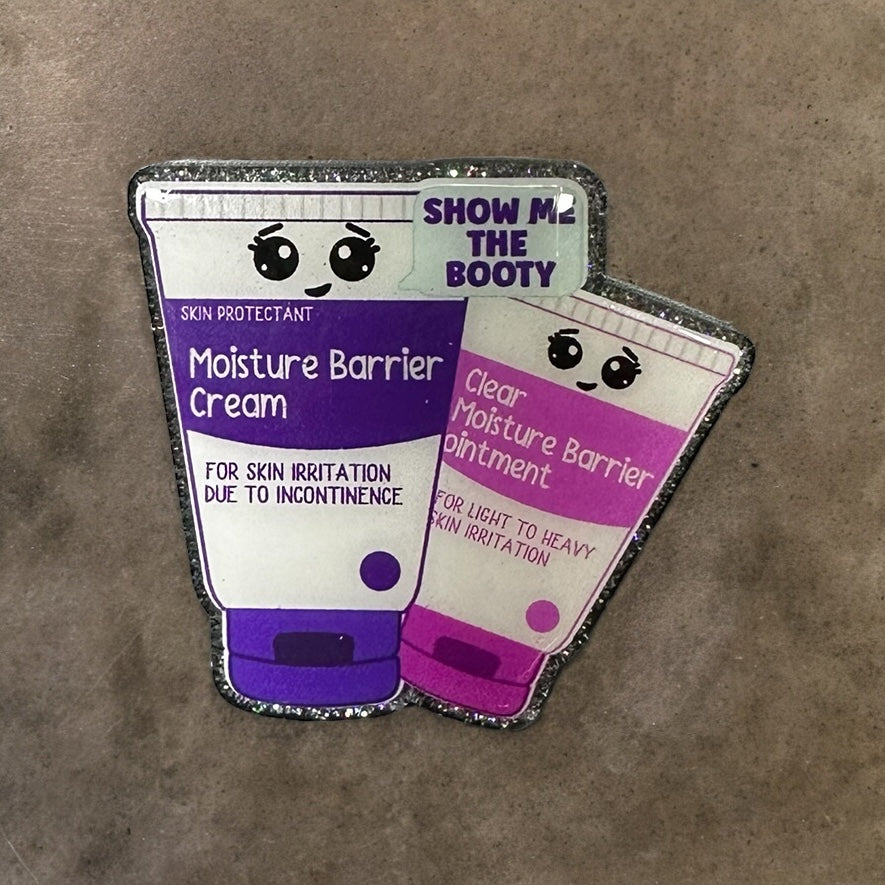 SHOW ME
THE
BOOTY
SKIN PROTECTANT
Moisture Barrier
Cream
FOR SKIN IRRITATION
DUE TO INCONTINENCE
Clear
Moisture Barrier
ointment
FOR LIGHT TO HEAVY
SKIN IRRITATION